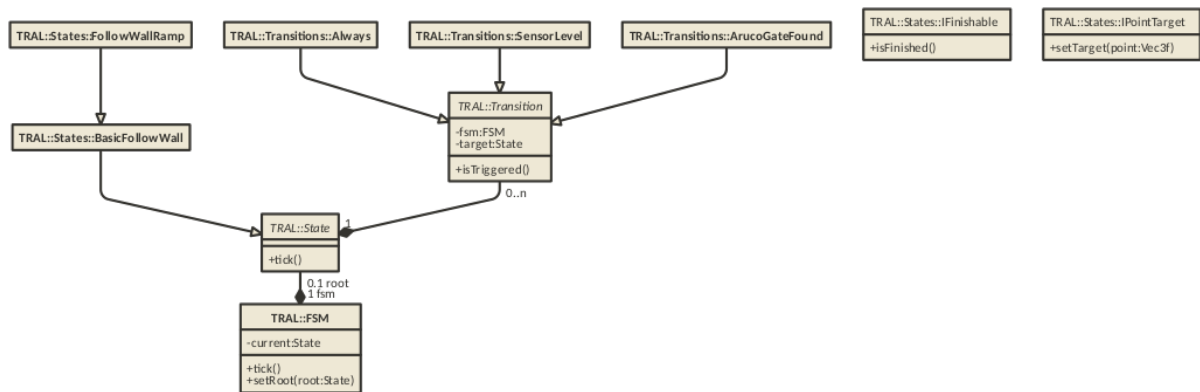 TRAL::States::FollowWallRamp
TRAL::Transitions::Always
TRAL::Transitions::SensorLevel
TRAL::Transitions::ArucoGateFound
TRAL::States::IFinishable
+isFinished()
TRAL::States::IPointTarget
+setTarget(point:Vec3f)
TRAL::States::BasicFollowWall
TRAL::Transition
-fsm:FSM
-target:State
+isTriggered()
0..n
1
TRAL::State
+tick()
0.1 root
1 fsm
TRAL::FSM
-current:State
+tick()
+setRoot(root:State)